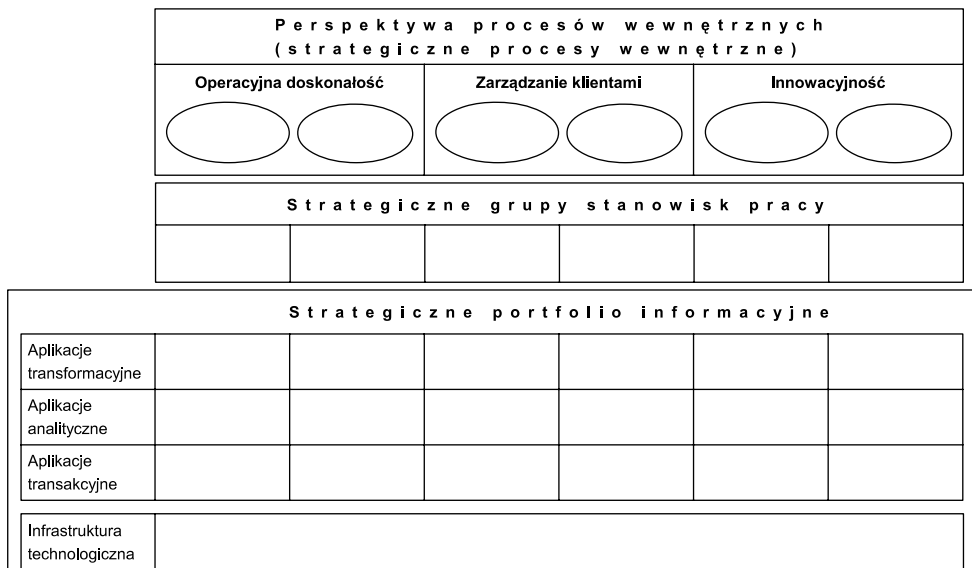 Perspektywa procesów wewnętrznych
(strategiczne procesy wewnętrzne)
Operacyjna doskonałość
Zarządzanie klientami
Innowacyjność
Strategiczne grupy stanowisk pracy
Strategiczne portfolio informacyjne
Aplikacje
transformacyjne
Aplikacje
analityczne
Aplikacje
transakcyjne
Infrastruktura
technologiczna